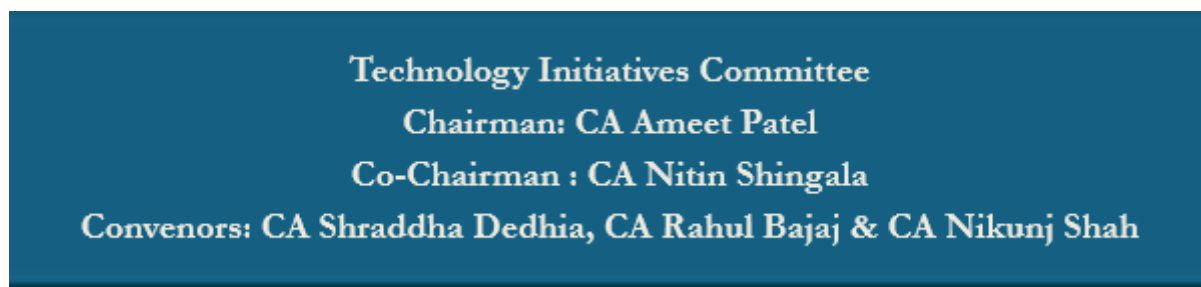 Technology Initiatives Committee
Chairman: CA Ameet Patel
Co-Chairman : CA Nitin Shingala
Convenors: CA Shraddha Dedhia, CA Rahul Bajaj & CA Nikunj Shah